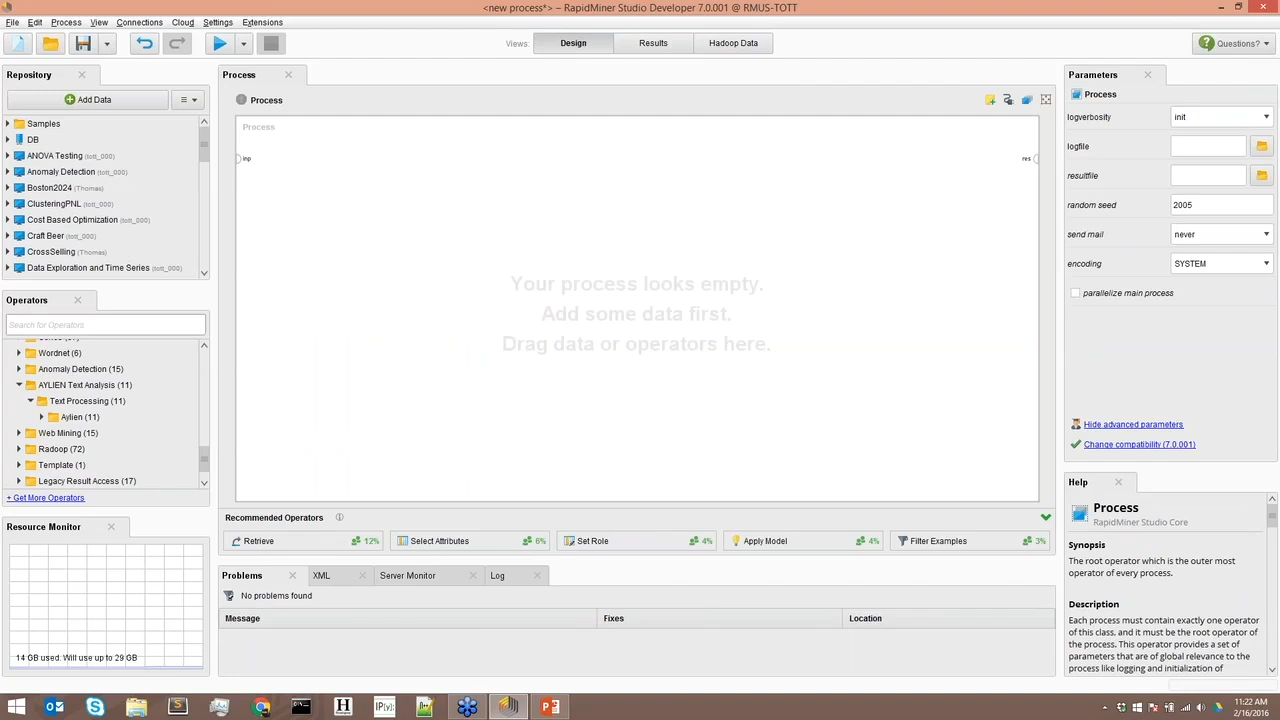 <new process*> – RapidMiner Studio Developer 7.0.001 @ RMUS-TOTT
File Edit Process View Connections Cloud Settings Extensions
Views: Design Results Hadoop Data
Questions?
Repository
Add Data
Samples
DB
ANOVA Testing (tott_000)
Anomaly Detection (tott_000)
Boston2024 (Thomas)
ClusteringPNL (tott_000)
Cost Based Optimization (tott_000)
Craft Beer (tott_000)
CrossSelling (Thomas)
Data Exploration and Time Series (tott_000)
Operators
Search for Operators
Wordnet (6)
Anomaly Detection (15)
AYLIEN Text Analysis (11)
Text Processing (11)
Aylien (11)
Web Mining (15)
Radoop (72)
Template (1)
Legacy Result Access (17)
+ Get More Operators
Resource Monitor
14 GB used. Will use up to 29 GB
Process
Process
Process
inp
res
Your process looks empty.
Add some data first.
Drag data or operators here.
Recommended Operators
Retrieve 12%
Select Attributes 6%
Set Role 4%
Apply Model 4%
Filter Examples 3%
Problems XML Server Monitor Log
No problems found
Message Fixes Location
Parameters
Process
logverbosity init
logfile
resultfile
random seed 2005
send mail never
encoding SYSTEM
parallelize main process
Hide advanced parameters
Change compatibility (7.0.001)
Help
Process
RapidMiner Studio Core
Synopsis
The root operator which is the outer most
operator of every process.
Description
Each process must contain exactly one operator
of this class, and it must be the root operator of
the process. This operator provides a set of
parameters that are of global relevance to the
process like logging and initialization of
H
IP(y):
11:22 AM
2/16/2016